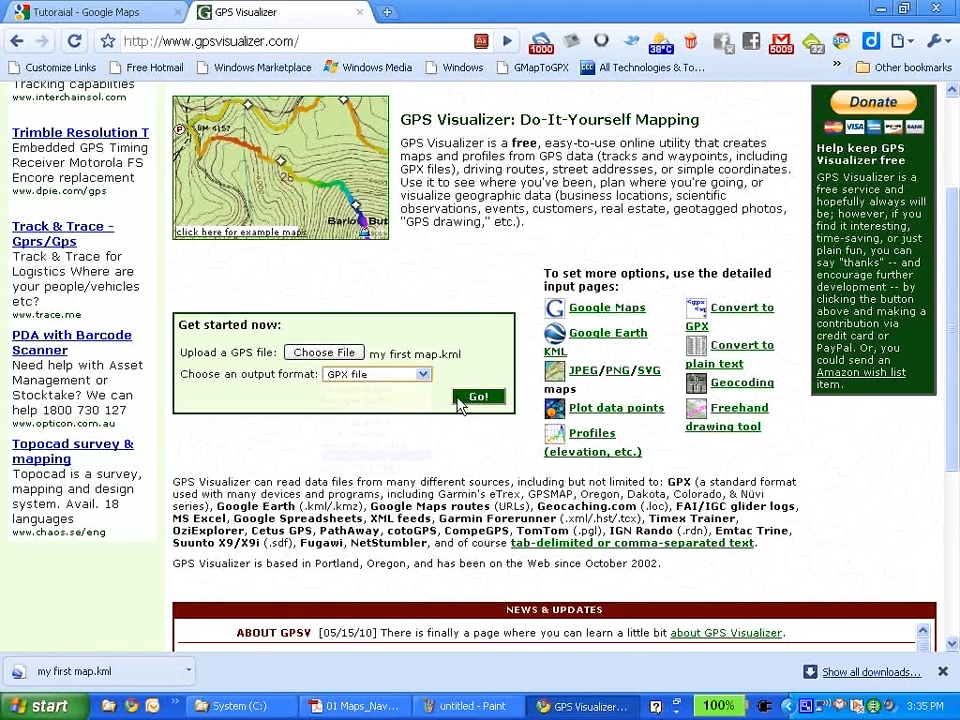 Tutoraial - Google Maps
GPS Visualizer
http://www.gpsvisualizer.com/
1000
38°C
5009
32
Customize Links
Free Hotmail
Windows Marketplace
Windows Media
Windows
GMapToGPX
All Technologies & To...
»
Other bookmarks
Tracking capabilities
www.interchainsol.com
Trimble Resolution T
Embedded GPS Timing
Receiver Motorola FS
Encore replacement
www.dpie.com/gps
Track & Trace -
Gprs/Gps
Track & Trace for
Logistics Where are
your people/vehicles
etc?
www.trace.me
PDA with Barcode
Scanner
Need help with Asset
Management or
Stocktake? We can
help 1800 730 127
www.opticon.com.au
Topocad survey &
mapping
Topocad is a survey,
mapping and design
system. Avail. 18
languages
www.chaos.se/eng
BM 4157
26
Barlow But
click here for example maps
GPS Visualizer: Do-It-Yourself Mapping
GPS Visualizer is a free, easy-to-use online utility that creates
maps and profiles from GPS data (tracks and waypoints, including
GPX files), driving routes, street addresses, or simple coordinates.
Use it to see where you've been, plan where you're going, or
visualize geographic data (business locations, scientific
observations, events, customers, real estate, geotagged photos,
"GPS drawing," etc.).
Get started now:
Upload a GPS file: Choose File my first map.kml
Choose an output format: GPX file
Go!
To set more options, use the detailed
input pages:
Google Maps
Google Earth
KML
JPEG/PNG/SVG
maps
Plot data points
Profiles
(elevation, etc.)
Convert to
GPX
Convert to
plain text
Geocoding
Freehand
drawing tool
GPS Visualizer can read data files from many different sources, including but not limited to: GPX (a standard format
used with many devices and programs, including Garmin's eTrex, GPSMAP, Oregon, Dakota, Colorado, & Nüvi
series), Google Earth (.kml/.kmz), Google Maps routes (URLs), Geocaching.com (.loc), FAI/IGC glider logs,
MS Excel, Google Spreadsheets, XML feeds, Garmin Forerunner (.xml/.hst/.tcx), Timex Trainer,
OziExplorer, Cetus GPS, PathAway, cotoGPS, CompeGPS, TomTom (.pgl), IGN Rando (.rdn), Emtac Trine,
Suunto X9/X9i (.sdf), Fugawi, NetStumbler, and of course tab-delimited or comma-separated text.
GPS Visualizer is based in Portland, Oregon, and has been on the Web since October 2002.
NEWS & UPDATES
ABOUT GPSV [05/15/10] There is finally a page where you can learn a little bit about GPS Visualizer.
Donate
VISA
BANK
Help keep GPS
Visualizer free
GPS Visualizer is a
free service and
hopefully always will
be; however, if you
find it interesting,
time-saving, or just
plain fun, you can
say "thanks" -- and
encourage further
development -- by
clicking the button
above and making a
contribution via
credit card or
PayPal. Or, you
could send an
Amazon wish list
item.
my first map.kml
Show all downloads...
start
»
System (C:)
01 Maps_Nav...
untitled - Paint
GPS Visualizer...
100%
3:35 PM